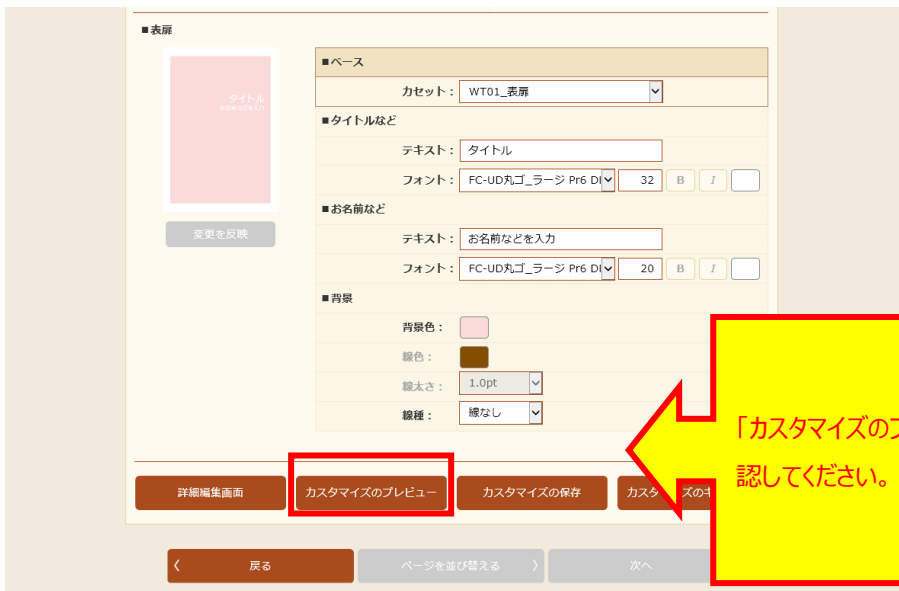 ■表扉
タイトル
お名前などを入力
変更を反映
■ベース
カセット： WT01_表扉
■タイトルなど
テキスト： タイトル
フォント： FC-UD丸ゴ_ラージ Pr6 DI 32 B I
■お名前など
テキスト： お名前などを入力
フォント： FC-UD丸ゴ_ラージ Pr6 DI 20 B I
■背景
背景色：
線色：
線太さ： 1.0pt
線種： 線なし
「カスタマイズのプ
認してください。
詳細編集画面 カスタマイズのプレビュー カスタマイズの保存 カスタ ズのキ
〈 戻る ページを並び替える 〉 次へ